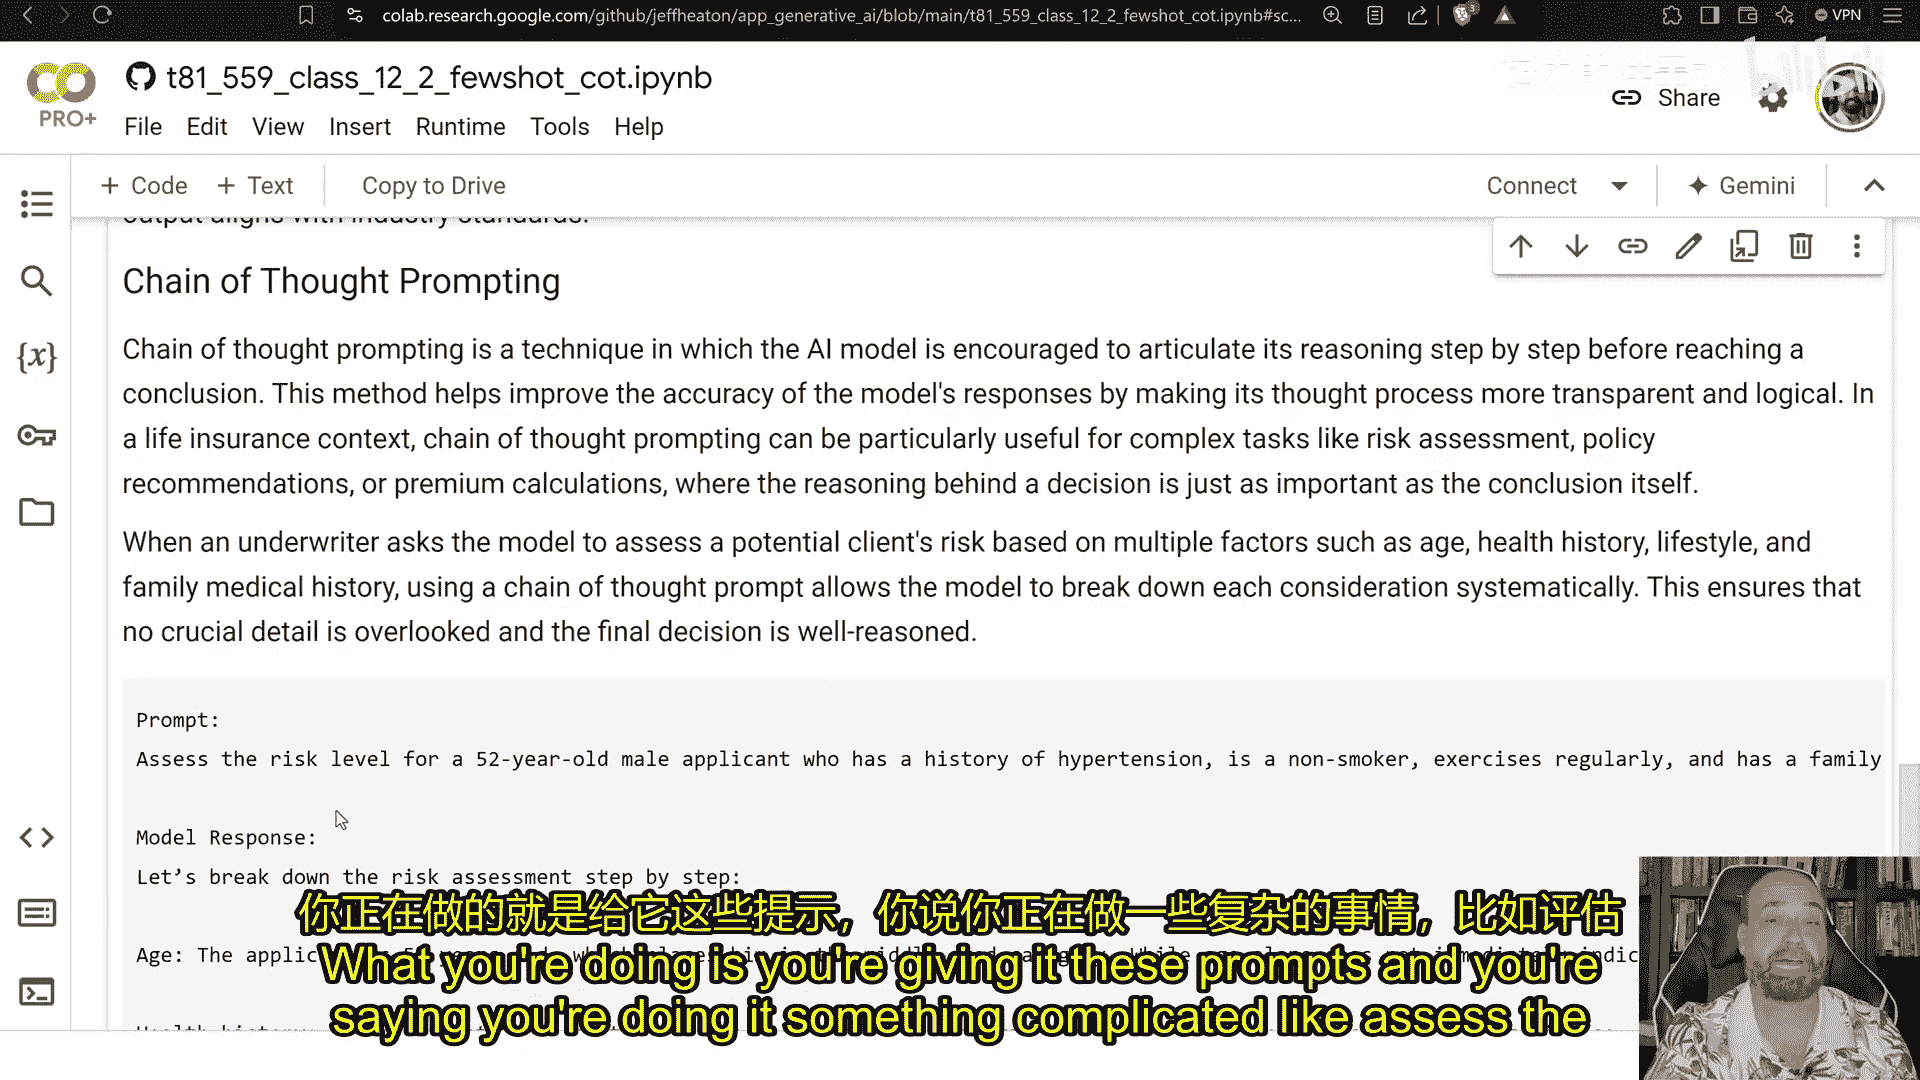 colab.research.google.com/github/jeffheaton/app_generative_ai/blob/main/t81_559_class_12_2_fewshot_cot.ipynb#sc...
3
VPN
PRO+
t81_559_class_12_2_fewshot_cot.ipynb
File Edit View Insert Runtime Tools Help
Share
+ Code + Text Copy to Drive
Connect
Gemini
output aligns with industry standards.
Chain of Thought Prompting
Chain of thought prompting is a technique in which the AI model is encouraged to articulate its reasoning step by step before reaching a
conclusion. This method helps improve the accuracy of the model's responses by making its thought process more transparent and logical. In
a life insurance context, chain of thought prompting can be particularly useful for complex tasks like risk assessment, policy
recommendations, or premium calculations, where the reasoning behind a decision is just as important as the conclusion itself.
When an underwriter asks the model to assess a potential client's risk based on multiple factors such as age, health history, lifestyle, and
family medical history, using a chain of thought prompt allows the model to break down each consideration systematically. This ensures that
no crucial detail is overlooked and the final decision is well-reasoned.
Prompt:
Assess the risk level for a 52-year-old male applicant who has a history of hypertension, is a non-smoker, exercises regularly, and has a family
Model Response:
Let’s break down the risk assessment step by step:
Age: The applic
你正在做的就是给它这些提示，你说你正在做一些复杂的事情，比如评估
What you're doing is you're giving it these prompts and you're
saying you're doing it something complicated like assess the